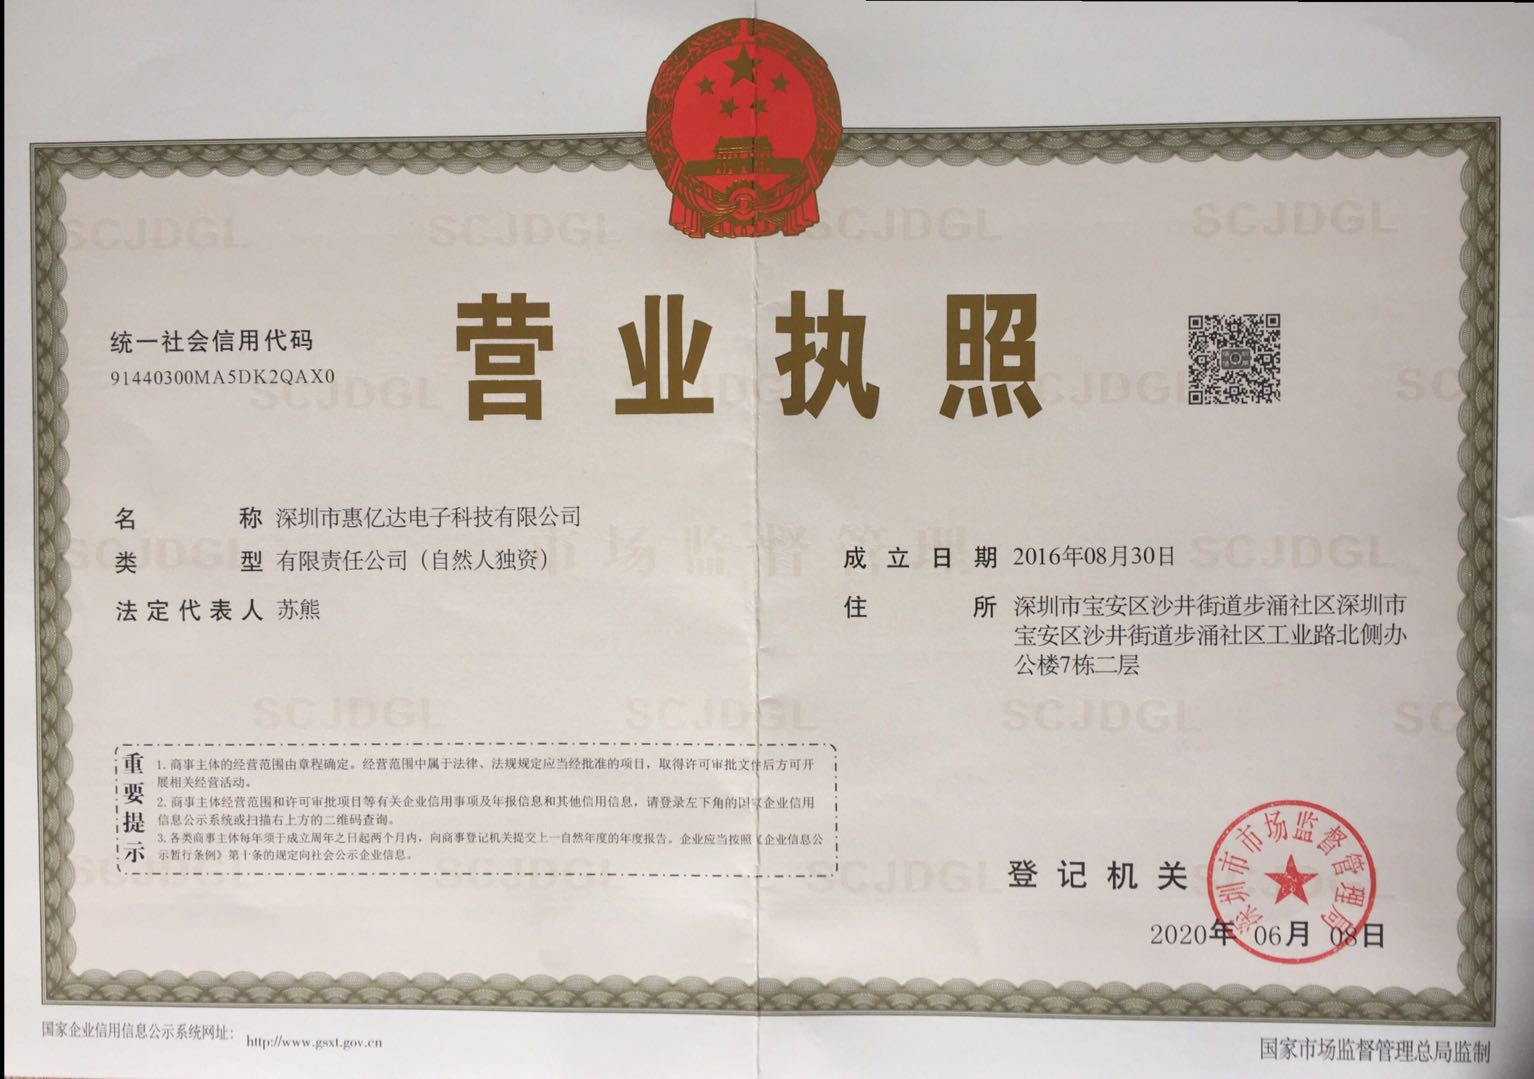 营业执照
统一社会信用代码
91440300MA5DK2QAX0
名称 深圳市惠亿达电子科技有限公司
类型 有限责任公司（自然人独资）
法定代表人 苏熊
成立日期 2016年08月30日
住所 深圳市宝安区沙井街道步涌社区深圳市
宝安区沙井街道步涌社区工业路北侧办
公楼7栋二层
重要提示
1. 商事主体的经营范围由章程确定。经营范围中属于法律、法规规定应当经批准的项目，取得许可审批文件后方可开
展相关经营活动。
2. 商事主体经营范围和许可审批项目等有关企业信用事项及年报信息和其他信用信息，请登录左下角的国家企业信用
信息公示系统或扫描右上方的二维码查询。
3. 各类商事主体每年须于成立周年之日起两个月内，向商事登记机关提交上一自然年度的年度报告。企业应当按照《企业信息公
示暂行条例》第十条的规定向社会公示企业信息。
登记机关
深圳市市场监督管理局
2020年 06月 08日
国家企业信用信息公示系统网址： http://www.gsxt.gov.cn
国家市场监督管理总局监制
SCJDGL
市场监督管理